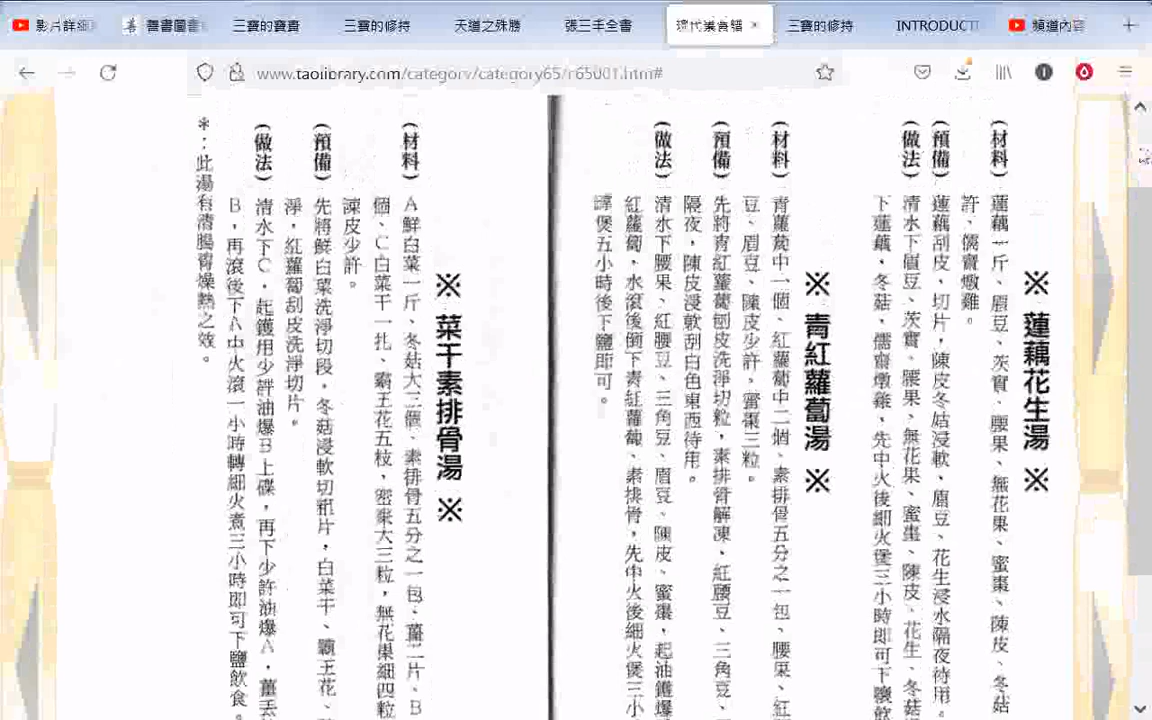 影片詳細
善書圖書
三寶的寶貴
三寶的修持
天道之殊勝
張三丰全書
現代素食譜
三寶的修持
INTRODUCTI
頻道內容
www.taolibrary.com/category/category65/c65001.htm#
※ 蓮藕花生湯 ※
(材料) 蓮藕一斤、眉豆、茨實、腰果、無花果、蜜棗、陳皮、冬菇
許、儒齋燉雞。
(預備) 蓮藕刮皮、切片,陳皮冬菇浸軟、眉豆、花生浸水隔夜待用。
(做法) 清水下眉豆、茨實、腰果、無花果、蜜棗、陳皮、花生、冬菇
下蓮藕,冬菇,儒齋燉雞,先中火後細火煲三小時即可下鹽飲
※ 青紅蘿蔔湯 ※
(材料) 青蘿蔔中一個、紅蘿蔔中二個、素排骨五分之一包、腰果、紅
豆、眉豆、陳皮少許,蜜棗三粒。
(預備) 先將青紅蘿蔔刨皮洗淨切粒,素排骨解凍、紅腰豆、三角豆、
隔夜,陳皮浸軟刮白色東西待用。
(做法) 清水下腰果、紅腰豆、三角豆、眉豆、陳皮、蜜棗,起油鑊爆
紅蘿蔔,水滾後倒下青紅蘿蔔、素排骨,先中火後細火煲三小
煲五小時後下鹽即可。
※ 菜干素排骨湯 ※
(材料) A鮮白菜一斤、冬菇大三個、素排骨五分之一包、薑二片、B
個、C白菜干一扎、霸王花五枝,密棗大三粒,無花果細四粒
陳皮少許。
(預備) 先將鮮白菜洗淨切段,冬菇浸軟切粗片,白菜干、霸王花、
淨,紅蘿蔔刮皮洗淨切片。
(做法) 清水下C,起鑊用少許油爆B上碟,再下少許油爆A,薑丟
B,再滾後下A中火滾一小時轉細火煮三小時即可下鹽飲食。
*:此湯有清腸胃燥熱之效。